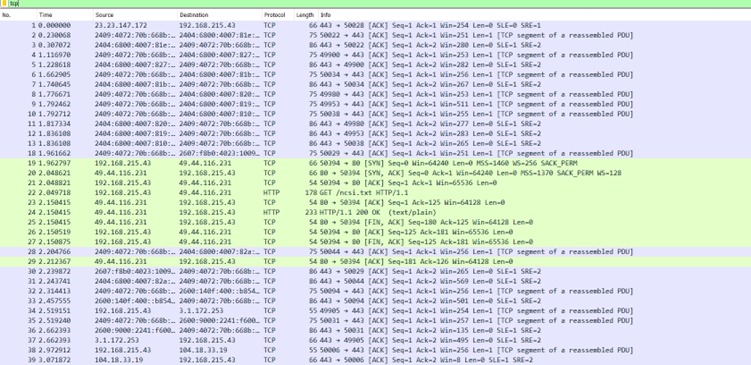 tcp
No. Time Source Destination Protocol Length Info
1 0.000000 23.23.147.172 192.168.215.43 TCP 66 443 → 50028 [ACK] Seq=1 Ack=1 Win=254 Len=0 SLE=0 SRE=1
2 0.230068 2409:4072:70b:668b:… 2404:6800:4007:81e:… TCP 75 50022 → 443 [ACK] Seq=1 Ack=2 Win=251 Len=1 [TCP segment of a reassembled PDU]
3 0.307072 2404:6800:4007:81e:… 2409:4072:70b:668b:… TCP 86 443 → 50022 [ACK] Seq=1 Ack=2 Win=280 Len=0 SLE=1 SRE=2
4 1.116970 2409:4072:70b:668b:… 2404:6800:4007:827:… TCP 75 49900 → 443 [ACK] Seq=1 Ack=1 Win=253 Len=1 [TCP segment of a reassembled PDU]
5 1.228618 2404:6800:4007:827:… 2409:4072:70b:668b:… TCP 86 443 → 49900 [ACK] Seq=1 Ack=2 Win=282 Len=0 SLE=1 SRE=2
6 1.662905 2409:4072:70b:668b:… 2404:6800:4007:81b:… TCP 75 50034 → 443 [ACK] Seq=1 Ack=1 Win=256 Len=1 [TCP segment of a reassembled PDU]
7 1.740645 2404:6800:4007:81b:… 2409:4072:70b:668b:… TCP 86 443 → 50034 [ACK] Seq=1 Ack=2 Win=267 Len=0 SLE=1 SRE=2
8 1.776671 2409:4072:70b:668b:… 2404:6800:4007:820:… TCP 75 49980 → 443 [ACK] Seq=1 Ack=1 Win=253 Len=1 [TCP segment of a reassembled PDU]
9 1.792462 2409:4072:70b:668b:… 2404:6800:4007:819:… TCP 75 49953 → 443 [ACK] Seq=1 Ack=1 Win=511 Len=1 [TCP segment of a reassembled PDU]
10 1.792712 2409:4072:70b:668b:… 2404:6800:4007:810:… TCP 75 50038 → 443 [ACK] Seq=1 Ack=1 Win=255 Len=1 [TCP segment of a reassembled PDU]
11 1.817334 2404:6800:4007:820:… 2409:4072:70b:668b:… TCP 86 443 → 49980 [ACK] Seq=1 Ack=2 Win=277 Len=0 SLE=1 SRE=2
12 1.836108 2404:6800:4007:819:… 2409:4072:70b:668b:… TCP 86 443 → 49953 [ACK] Seq=1 Ack=2 Win=283 Len=0 SLE=1 SRE=2
13 1.836108 2404:6800:4007:810:… 2409:4072:70b:668b:… TCP 86 443 → 50038 [ACK] Seq=1 Ack=2 Win=265 Len=0 SLE=1 SRE=2
18 1.961662 2409:4072:70b:668b:… 2607:f8b0:4023:1009… TCP 75 50029 → 443 [ACK] Seq=1 Ack=1 Win=251 Len=1 [TCP segment of a reassembled PDU]
19 1.962797 192.168.215.43 49.44.116.231 TCP 66 50394 → 80 [SYN] Seq=0 Win=64240 Len=0 MSS=1460 WS=256 SACK_PERM
20 2.048621 49.44.116.231 192.168.215.43 TCP 66 80 → 50394 [SYN, ACK] Seq=0 Ack=1 Win=64240 Len=0 MSS=1370 SACK_PERM WS=128
21 2.048821 192.168.215.43 49.44.116.231 TCP 54 50394 → 80 [ACK] Seq=1 Ack=1 Win=65536 Len=0
22 2.049718 192.168.215.43 49.44.116.231 HTTP 178 GET /ncsi.txt HTTP/1.1
23 2.150415 49.44.116.231 192.168.215.43 TCP 54 80 → 50394 [ACK] Seq=1 Ack=125 Win=64128 Len=0
24 2.150415 49.44.116.231 192.168.215.43 HTTP 233 HTTP/1.1 200 OK (text/plain)
25 2.150415 49.44.116.231 192.168.215.43 TCP 54 80 → 50394 [FIN, ACK] Seq=180 Ack=125 Win=64128 Len=0
26 2.150519 192.168.215.43 49.44.116.231 TCP 54 50394 → 80 [ACK] Seq=125 Ack=181 Win=65536 Len=0
27 2.150875 192.168.215.43 49.44.116.231 TCP 54 50394 → 80 [FIN, ACK] Seq=125 Ack=181 Win=65536 Len=0
28 2.204766 2409:4072:70b:668b:… 2404:6800:4007:82a:… TCP 75 50044 → 443 [ACK] Seq=1 Ack=1 Win=256 Len=1 [TCP segment of a reassembled PDU]
29 2.212367 49.44.116.231 192.168.215.43 TCP 54 80 → 50394 [ACK] Seq=181 Ack=126 Win=64128 Len=0
30 2.239872 2607:f8b0:4023:1009… 2409:4072:70b:668b:… TCP 86 443 → 50029 [ACK] Seq=1 Ack=2 Win=265 Len=0 SLE=1 SRE=2
31 2.243741 2404:6800:4007:82a:… 2409:4072:70b:668b:… TCP 86 443 → 50044 [ACK] Seq=1 Ack=2 Win=569 Len=0 SLE=1 SRE=2
32 2.314413 2409:4072:70b:668b:… 2600:140f:400::b854… TCP 75 50094 → 443 [ACK] Seq=1 Ack=2 Win=256 Len=1 [TCP segment of a reassembled PDU]
33 2.457555 2600:140f:400::b854… 2409:4072:70b:668b:… TCP 86 443 → 50094 [ACK] Seq=1 Ack=2 Win=501 Len=0 SLE=1 SRE=2
34 2.519155 192.168.215.43 3.1.172.253 TCP 55 49905 → 443 [ACK] Seq=1 Ack=1 Win=254 Len=1 [TCP segment of a reassembled PDU]
35 2.519240 2409:4072:70b:668b:… 2600:9000:2241:f600… TCP 75 50031 → 443 [ACK] Seq=1 Ack=1 Win=257 Len=1 [TCP segment of a reassembled PDU]
36 2.662393 2600:9000:2241:f600… 2409:4072:70b:668b:… TCP 86 443 → 50031 [ACK] Seq=1 Ack=2 Win=135 Len=0 SLE=1 SRE=2
37 2.662393 3.1.172.253 192.168.215.43 TCP 66 443 → 49905 [ACK] Seq=1 Ack=2 Win=495 Len=0 SLE=1 SRE=2
38 2.972912 192.168.215.43 104.18.33.19 TCP 55 50006 → 443 [ACK] Seq=1 Ack=1 Win=256 Len=1 [TCP segment of a reassembled PDU]
39 3.071872 104.18.33.19 192.168.215.43 TCP 66 443 → 50006 [ACK] Seq=1 Ack=2 Win=8 Len=0 SLE=1 SRE=2